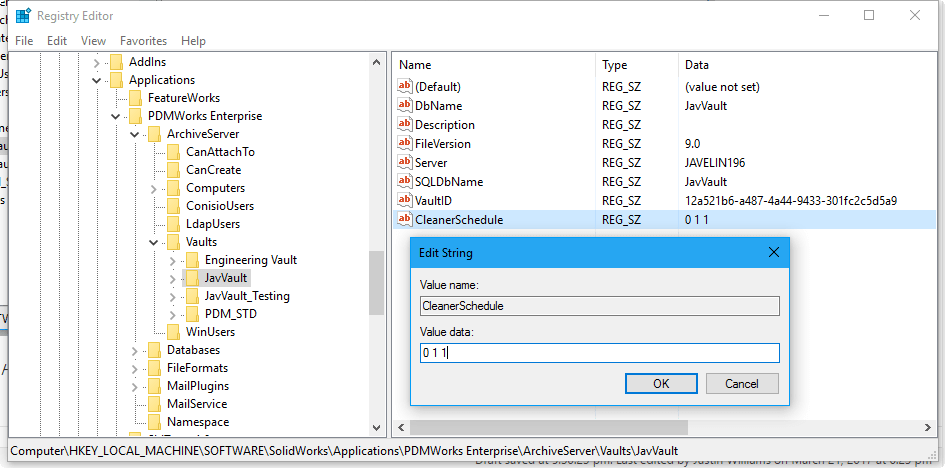 Registry Editor
File Edit View Favorites Help
AddIns
Applications
FeatureWorks
PDMWorks Enterprise
ArchiveServer
CanAttachTo
CanCreate
Computers
ConisioUsers
LdapUsers
Vaults
Engineering Vault
JavVault
JavVault_Testing
PDM_STD
WinUsers
Databases
FileFormats
MailPlugins
MailService
Namespace
Name Type Data
(Default) REG_SZ (value not set)
DbName REG_SZ JavVault
Description REG_SZ
FileVersion REG_SZ 9.0
Server REG_SZ JAVELIN196
SQLDbName REG_SZ JavVault
VaultID REG_SZ 12a521b6-a487-4a44-9433-301fc2c5d5a9
CleanerSchedule REG_SZ 0 1 1
Edit String
Value name:
CleanerSchedule
Value data:
0 1 1
OK Cancel
Computer\HKEY_LOCAL_MACHINE\SOFTWARE\SolidWorks\Applications\PDMWorks Enterprise\ArchiveServer\Vaults\JavVault